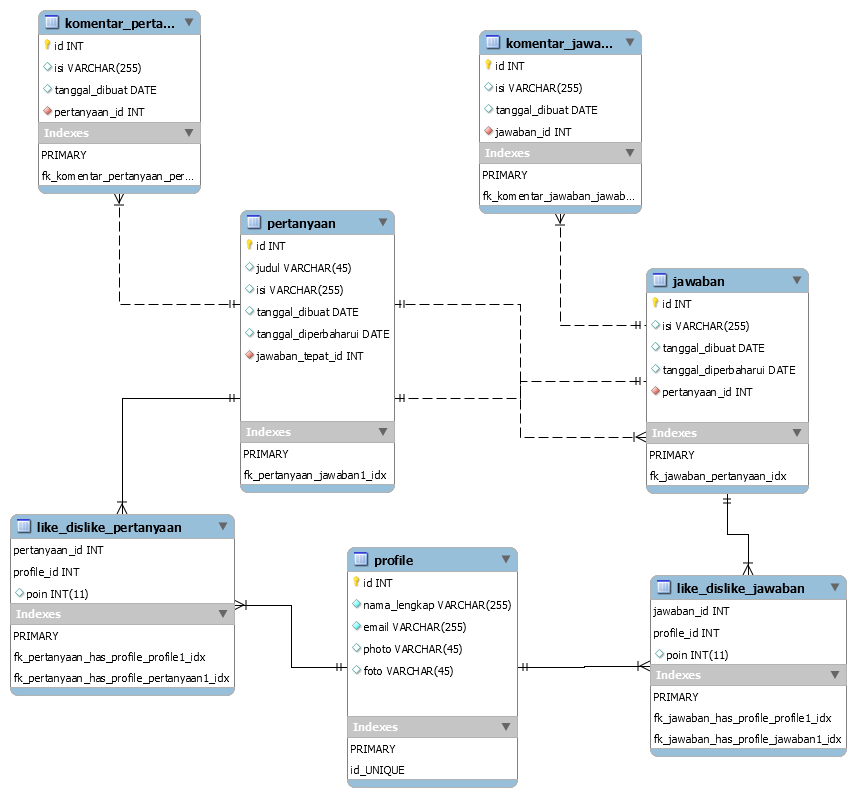 komentar_perta...
id INT
isi VARCHAR(255)
tanggal_dibuat DATE
pertanyaan_id INT
Indexes
PRIMARY
fk_komentar_pertanyaan_per...
komentar_jawa...
id INT
isi VARCHAR(255)
tanggal_dibuat DATE
jawaban_id INT
Indexes
PRIMARY
fk_komentar_jawaban_jawab...
pertanyaan
id INT
judul VARCHAR(45)
isi VARCHAR(255)
tanggal_dibuat DATE
tanggal_diperbaharui DATE
jawaban_tepat_id INT
Indexes
PRIMARY
fk_pertanyaan_jawaban1_idx
jawaban
id INT
isi VARCHAR(255)
tanggal_dibuat DATE
tanggal_diperbaharui DATE
pertanyaan_id INT
Indexes
PRIMARY
fk_jawaban_pertanyaan_idx
like_dislike_pertanyaan
pertanyaan_id INT
profile_id INT
poin INT(11)
Indexes
PRIMARY
fk_pertanyaan_has_profile_profile1_idx
fk_pertanyaan_has_profile_pertanyaan1_idx
profile
id INT
nama_lengkap VARCHAR(255)
email VARCHAR(255)
photo VARCHAR(45)
foto VARCHAR(45)
Indexes
PRIMARY
id_UNIQUE
like_dislike_jawaban
jawaban_id INT
profile_id INT
poin INT(11)
Indexes
PRIMARY
fk_jawaban_has_profile_profile1_idx
fk_jawaban_has_profile_jawaban1_idx